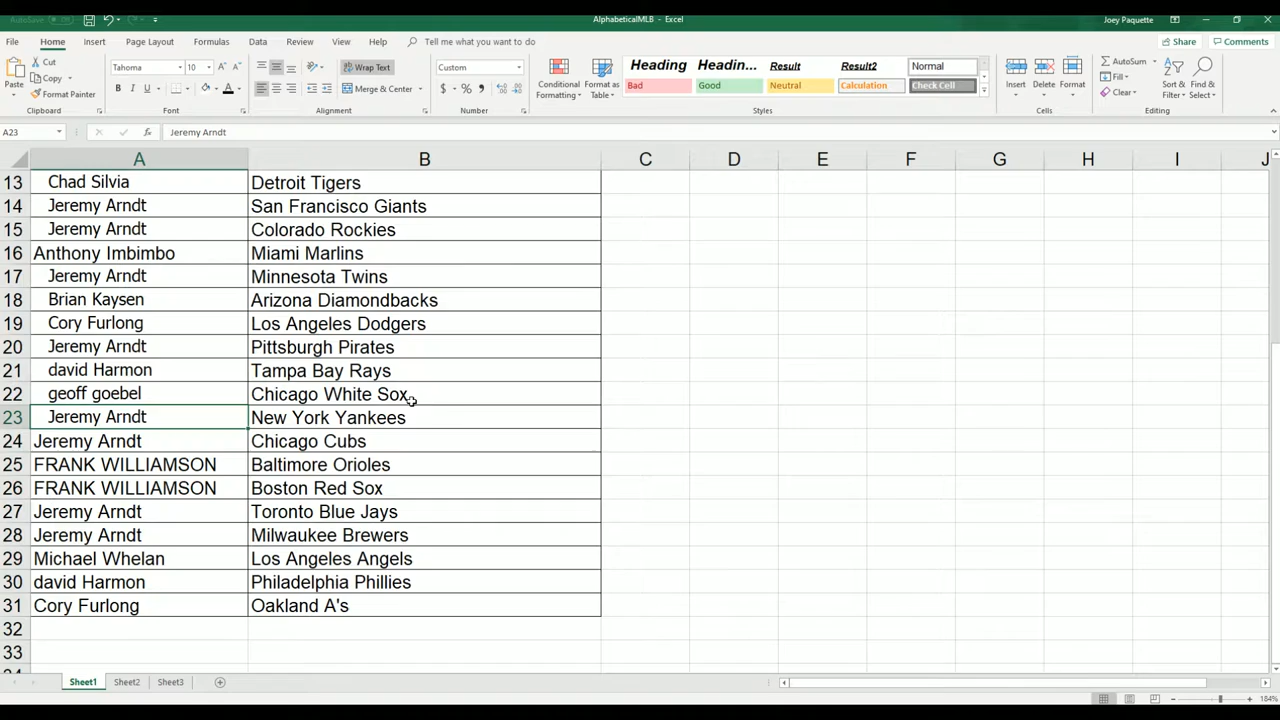 AutoSave Off AlphabeticalMLB - Excel Joey Paquette
File Home Insert Page Layout Formulas Data Review View Help Tell me what you want to do Share Comments
Paste Cut Copy Format Painter Clipboard
Tahoma 10 B I U A Font
Wrap Text Merge & Center Alignment
Custom $ % , Number
Conditional Formatting Format as Table
Heading Headin... Result Result2 Normal
Bad Good Neutral Calculation Check Cell
Styles
Insert Delete Format Cells
AutoSum Fill Clear Sort & Filter Find & Select Editing
A23 fx Jeremy Arndt
A B C D E F G H I J
13 Chad Silvia Detroit Tigers
14 Jeremy Arndt San Francisco Giants
15 Jeremy Arndt Colorado Rockies
16 Anthony Imbimbo Miami Marlins
17 Jeremy Arndt Minnesota Twins
18 Brian Kaysen Arizona Diamondbacks
19 Cory Furlong Los Angeles Dodgers
20 Jeremy Arndt Pittsburgh Pirates
21 david Harmon Tampa Bay Rays
22 geoff goebel Chicago White Sox
23 Jeremy Arndt New York Yankees
24 Jeremy Arndt Chicago Cubs
25 FRANK WILLIAMSON Baltimore Orioles
26 FRANK WILLIAMSON Boston Red Sox
27 Jeremy Arndt Toronto Blue Jays
28 Jeremy Arndt Milwaukee Brewers
29 Michael Whelan Los Angeles Angels
30 david Harmon Philadelphia Phillies
31 Cory Furlong Oakland A's
32
33
Sheet1 Sheet2 Sheet3
184%